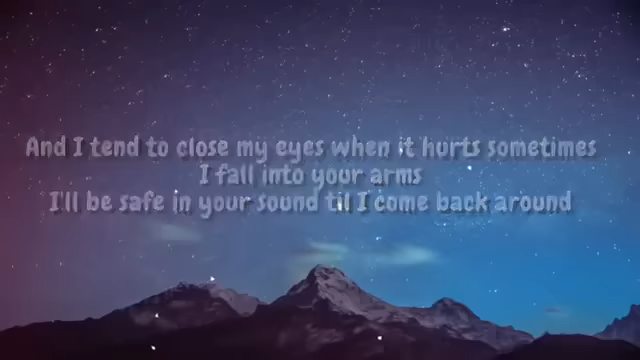 And I tend to close my eyes when it hurts sometimes
I fall into your arms
I'll be safe in your sound til I come back around